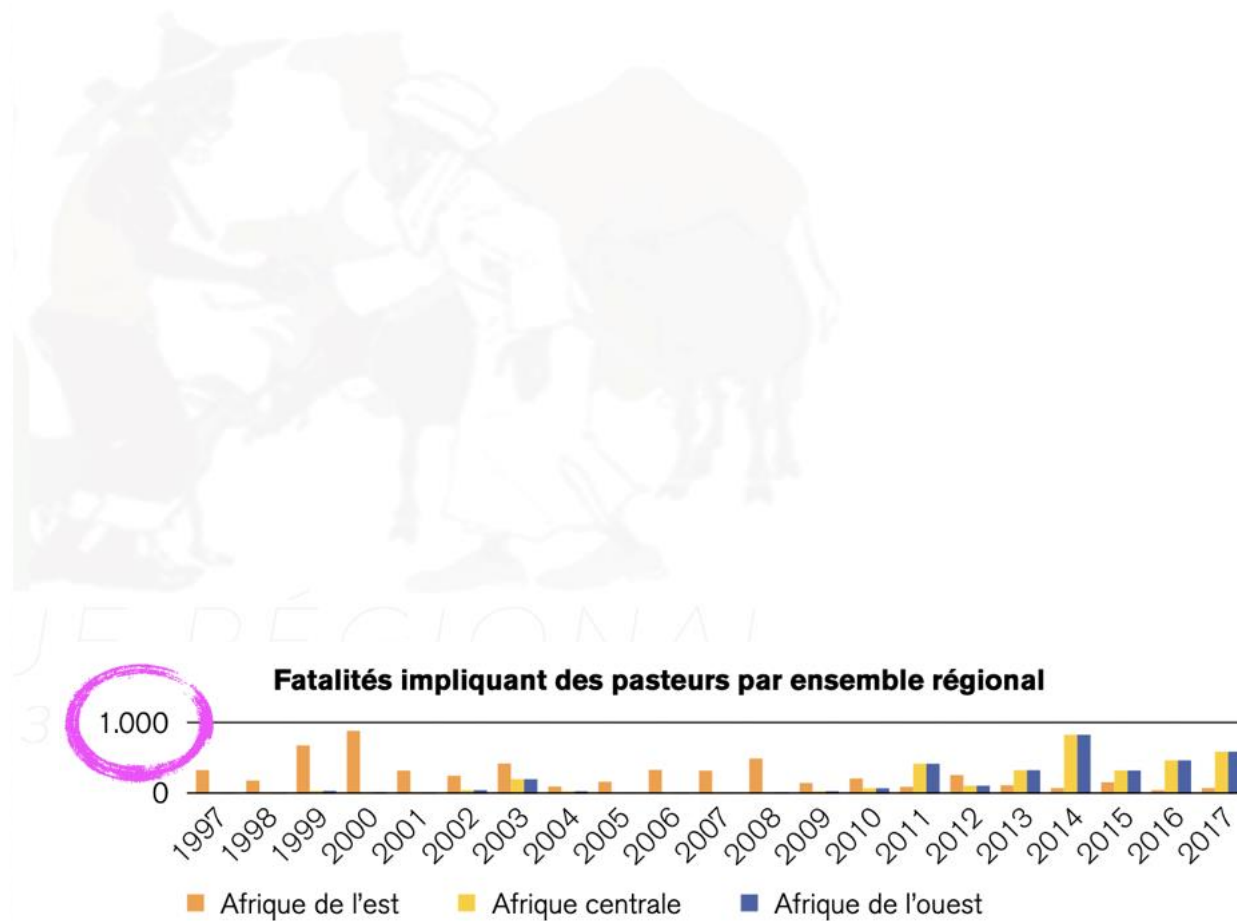 UE RÉGIONAL
Fatalités impliquant des pasteurs par ensemble régional
1.000
0
1997 1998 1999 2000 2001 2002 2003 2004 2005 2006 2007 2008 2009 2010 2011 2012 2013 2014 2015 2016 2017
Afrique de l'est Afrique centrale Afrique de l'ouest